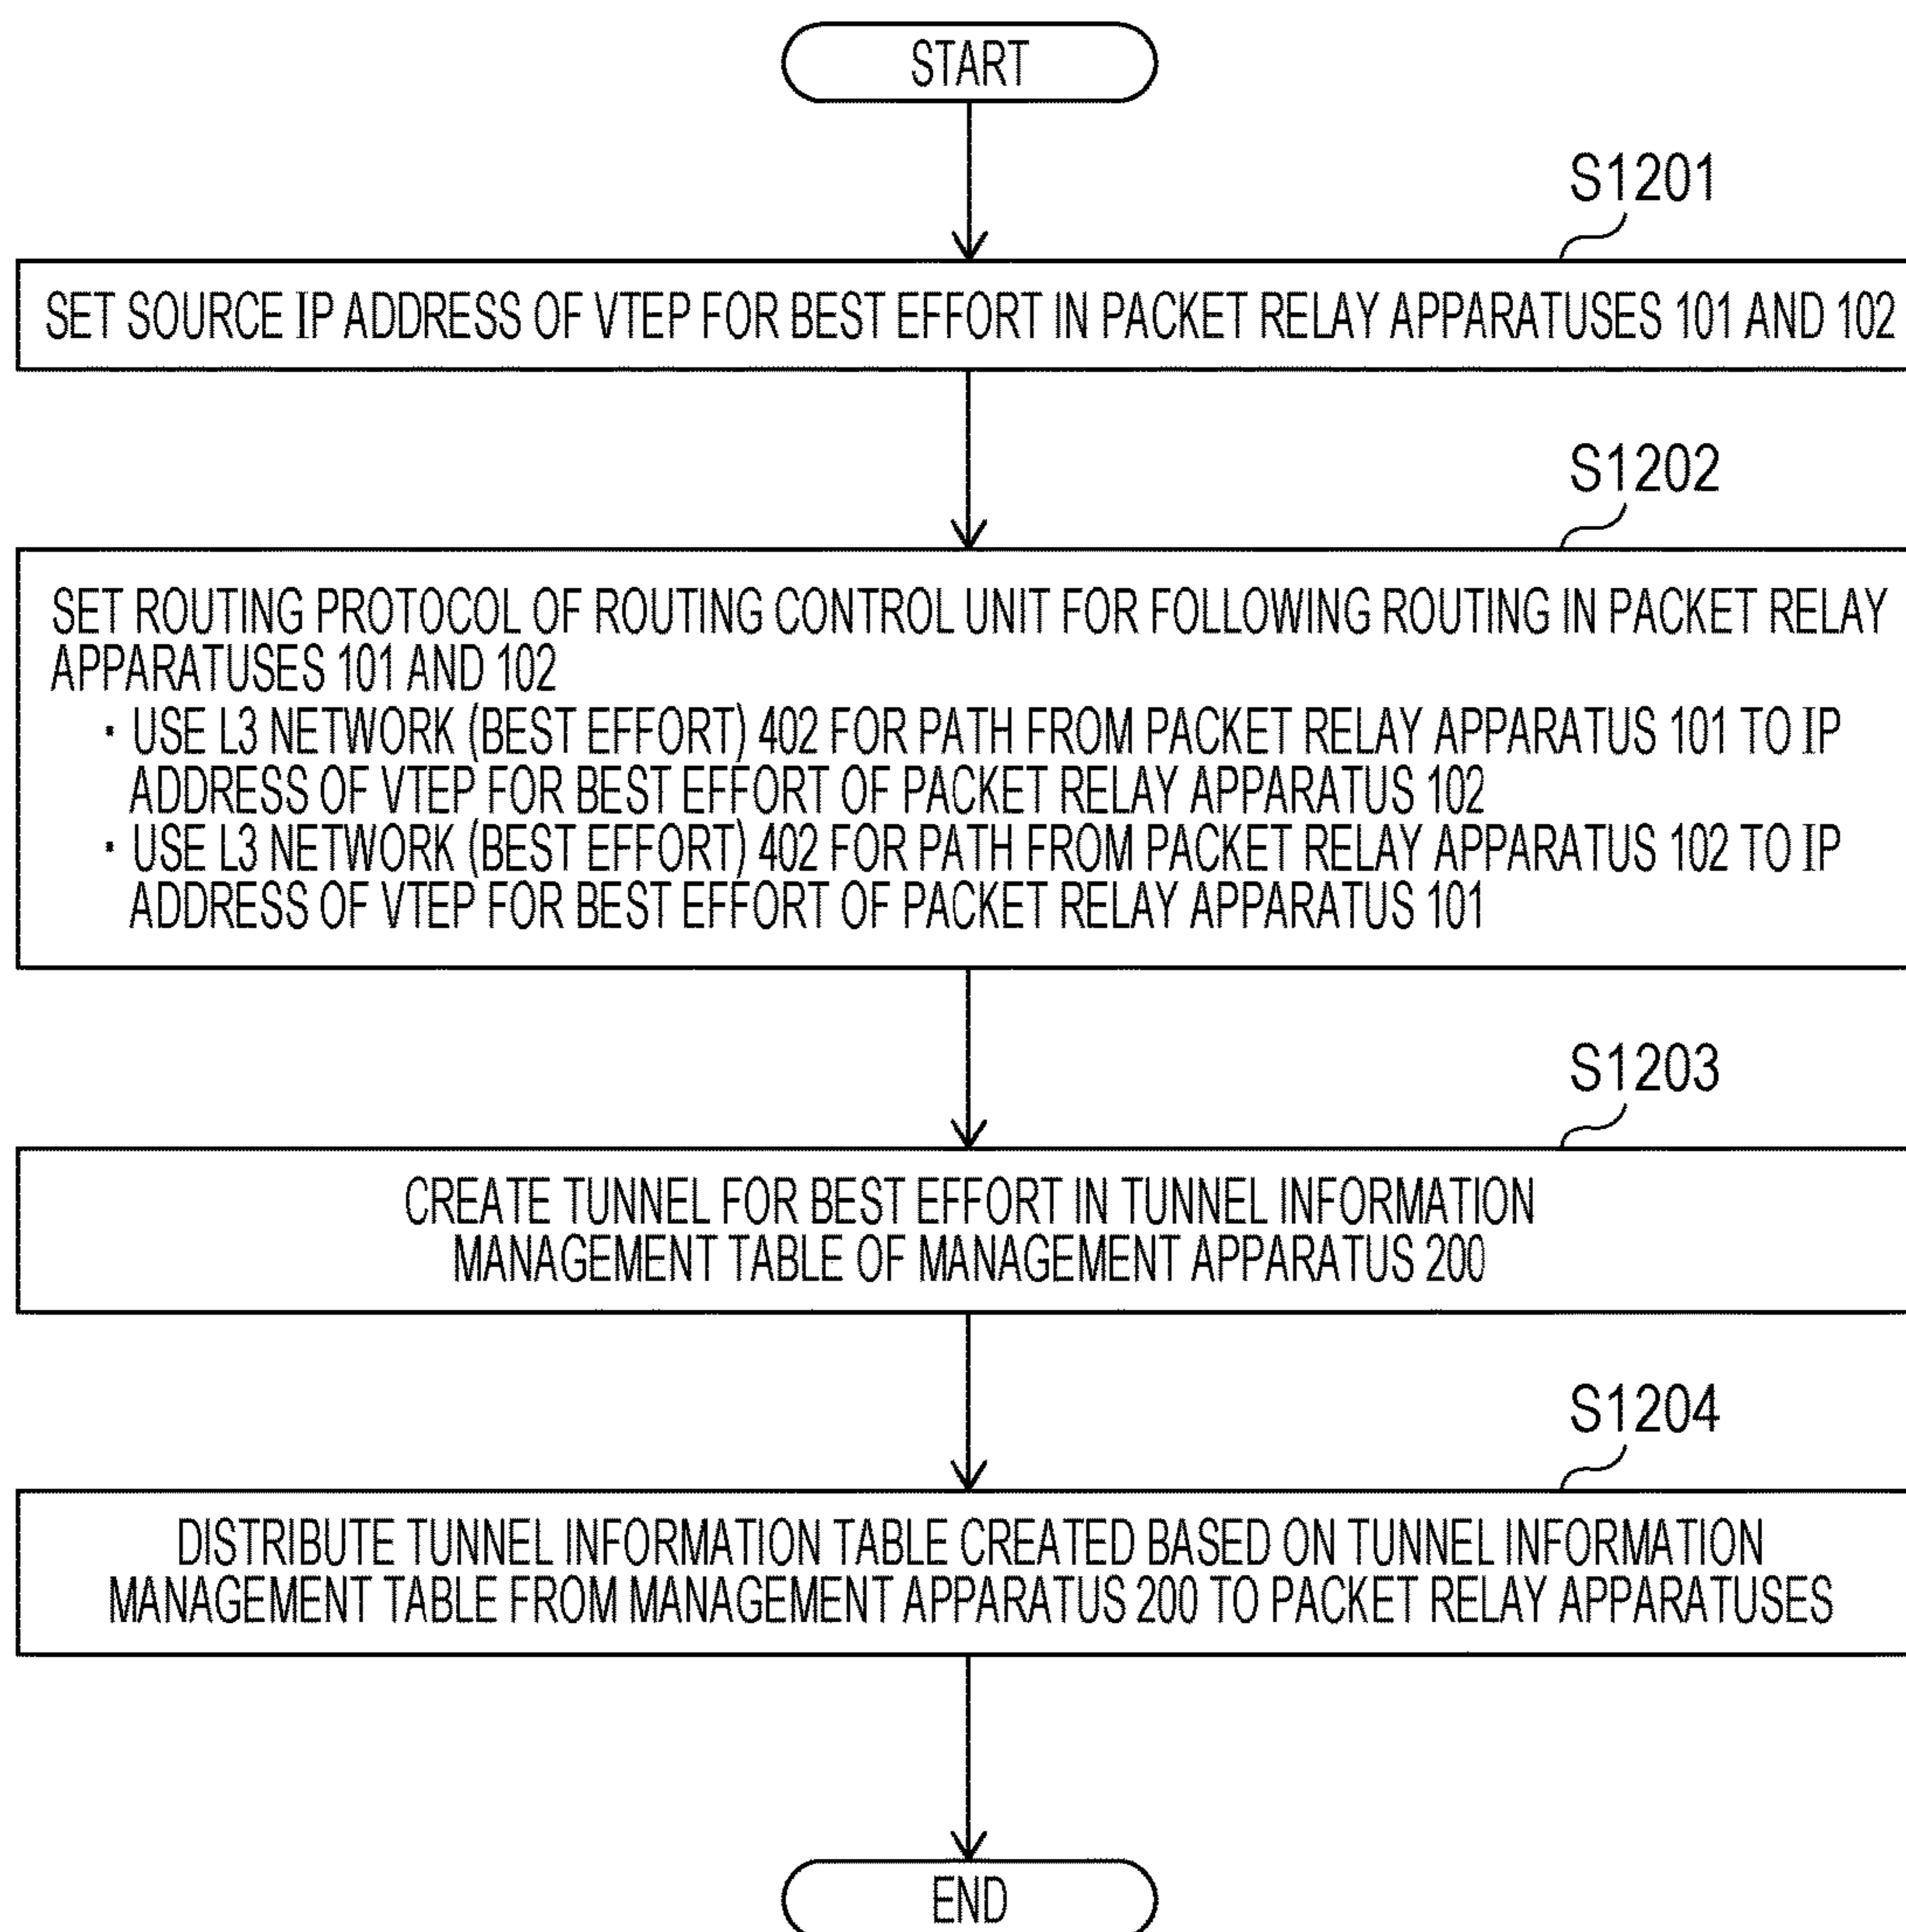 START
S1201
SET SOURCE IP ADDRESS OF VTEP FOR BEST EFFORT IN PACKET RELAY APPARATUSES 101 AND 102
S1202
SET ROUTING PROTOCOL OF ROUTING CONTROL UNIT FOR FOLLOWING ROUTING IN PACKET RELAY
APPARATUSES 101 AND 102
・USE L3 NETWORK (BEST EFFORT) 402 FOR PATH FROM PACKET RELAY APPARATUS 101 TO IP
ADDRESS OF VTEP FOR BEST EFFORT OF PACKET RELAY APPARATUS 102
・USE L3 NETWORK (BEST EFFORT) 402 FOR PATH FROM PACKET RELAY APPARATUS 102 TO IP
ADDRESS OF VTEP FOR BEST EFFORT OF PACKET RELAY APPARATUS 101
S1203
CREATE TUNNEL FOR BEST EFFORT IN TUNNEL INFORMATION
MANAGEMENT TABLE OF MANAGEMENT APPARATUS 200
S1204
DISTRIBUTE TUNNEL INFORMATION TABLE CREATED BASED ON TUNNEL INFORMATION
MANAGEMENT TABLE FROM MANAGEMENT APPARATUS 200 TO PACKET RELAY APPARATUSES
END